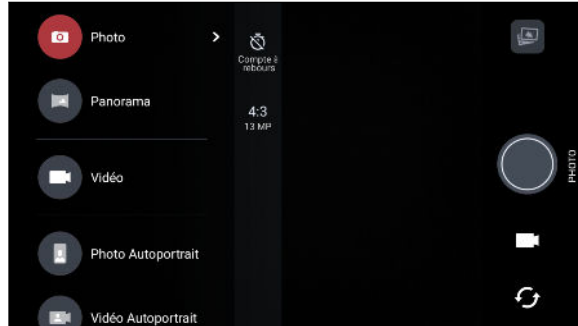 Photo
Panorama
Vidéo
Photo Autoportrait
Vidéo Autoportrait
Compte à
rebours
4:3
13 MP
PHOTO